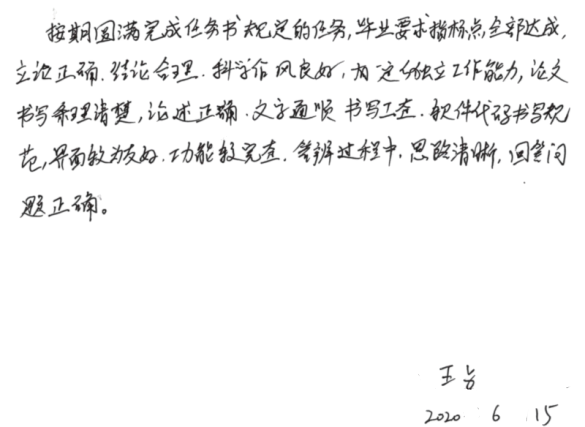 按期圆满完成任务书规定的任务,毕业要求指标点全部达成,
立论正确.结论合理.科学作风良好,有一定的独立工作能力,论文
书写条理清楚,论述正确.文字通顺 书写工整.软件代码书写规
范,界面较为友好.功能较完整.答辩过程中.思路清晰,回答问
题正确。
王
2020 6 15